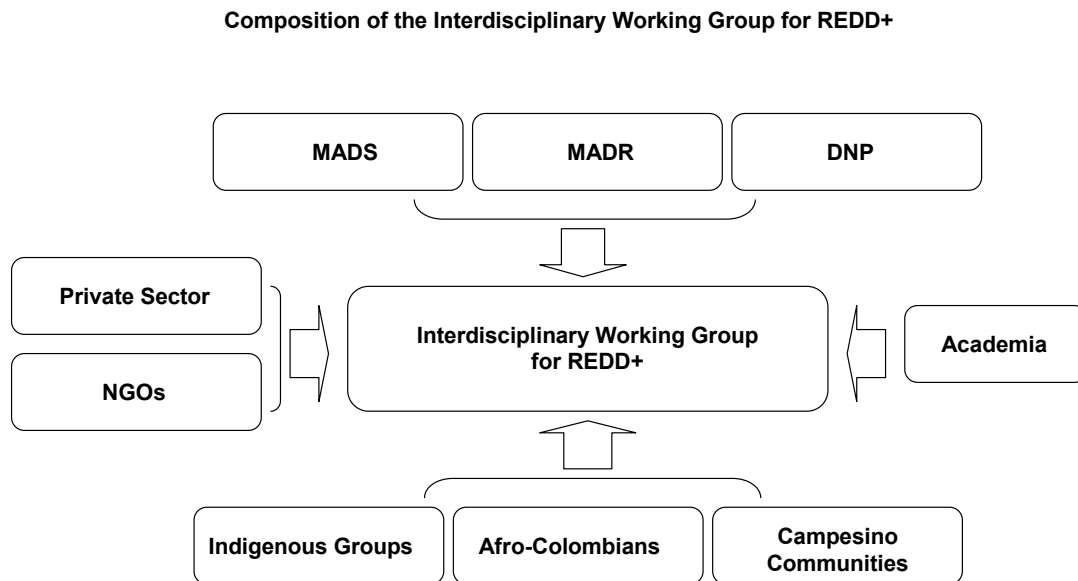 Composition of the Interdisciplinary Working Group for REDD+
MADS
MADR
DNP
Private Sector
NGOs
Interdisciplinary Working Group
for REDD+
Academia
Indigenous Groups
Afro-Colombians
Campesino
Communities